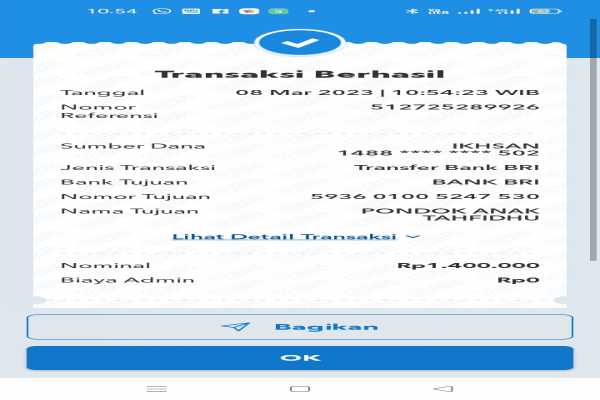 10.54
Transaksi Berhasil
Tanggal 08 Mar 2023 | 10:54:23 WIB
Nomor 512725289926
Referensi
Sumber Dana IKHSAN
1488 **** **** 502
Jenis Transaksi Transfer Bank BRI
Bank Tujuan BANK BRI
Nomor Tujuan 5936 0100 5247 530
Nama Tujuan PONDOK ANAK
TAHFIDHU
Lihat Detail Transaksi
Nominal Rp1.400.000
Biaya Admin Rp0
Bagikan
OK